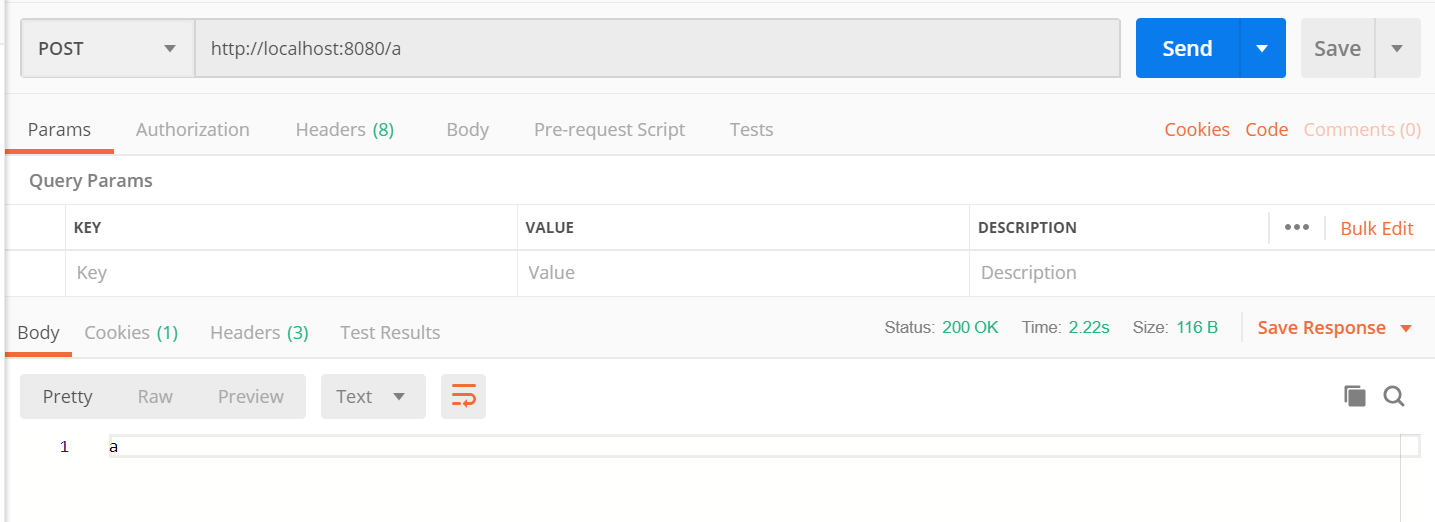 POST http://localhost:8080/a Send Save
Params Authorization Headers (8) Body Pre-request Script Tests Cookies Code Comments (0)
Query Params
KEY VALUE DESCRIPTION ••• Bulk Edit
Key Value Description
Body Cookies (1) Headers (3) Test Results Status: 200 OK Time: 2.22s Size: 116 B Save Response
Pretty Raw Preview Text
1 a